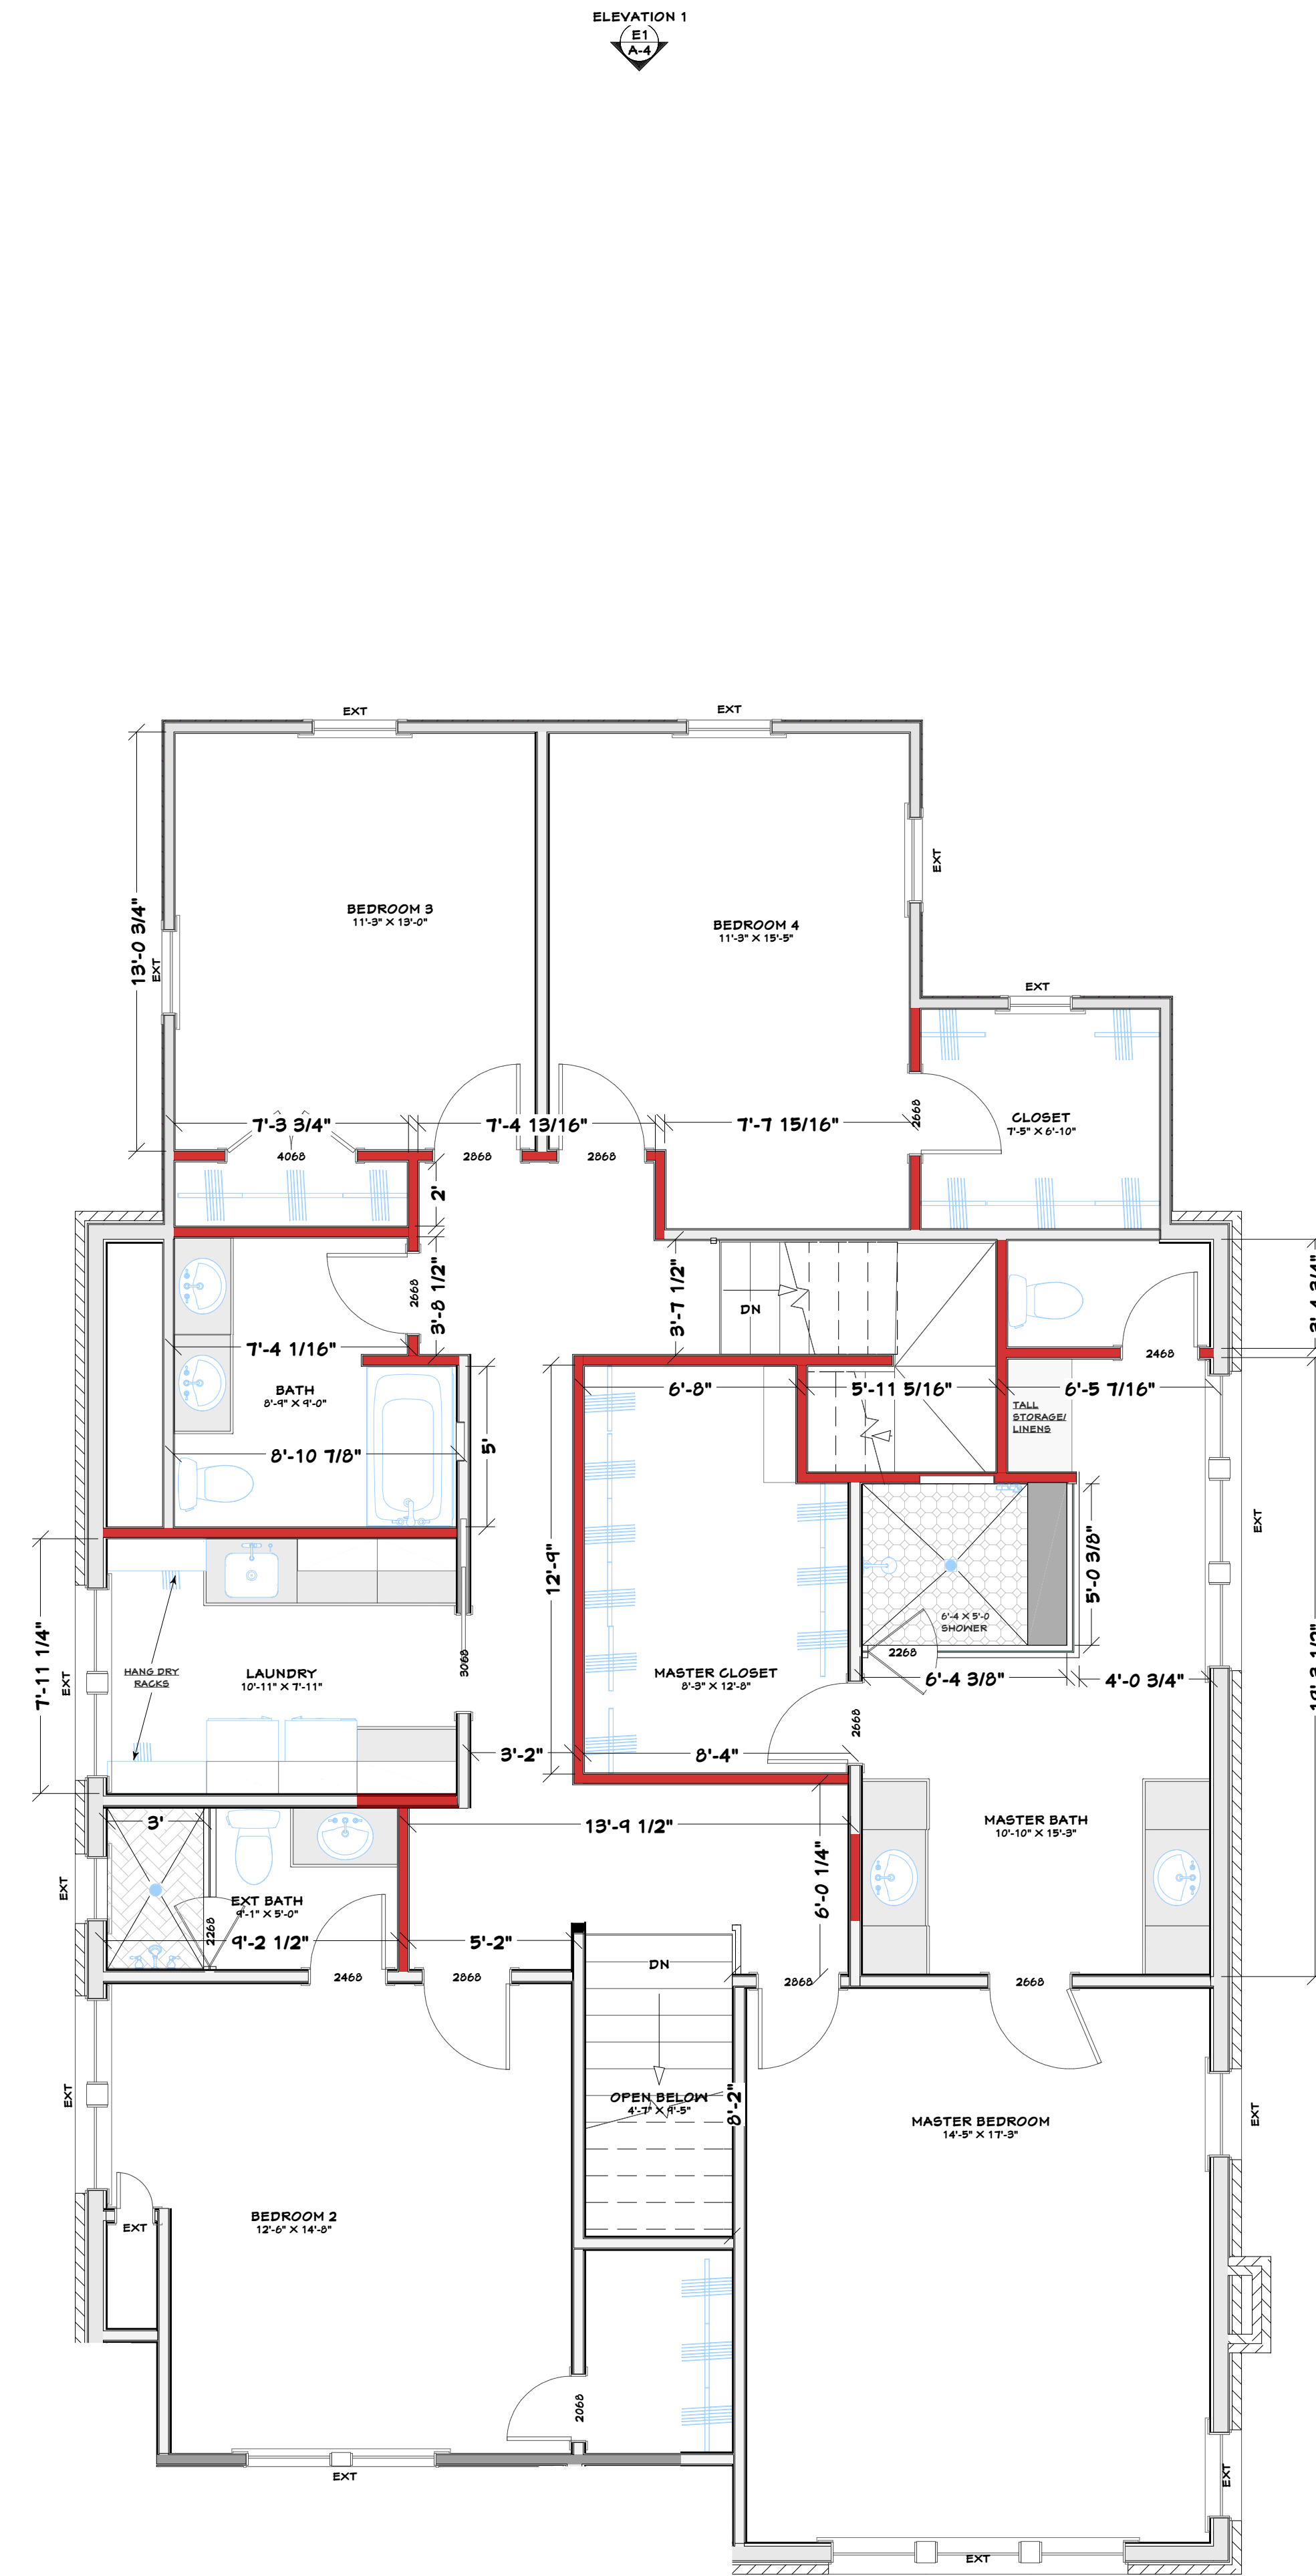 ELEVATION 1
E1
A-4
EXT
EXT
13'-0 3/4"
EXT
BEDROOM 3
11'-3" X 13'-0"
BEDROOM 4
11'-3" X 15'-5"
EXT
EXT
7'-3 3/4"
7'-4 13/16"
7'-7 15/16"
2668
CLOSET
7'-5" X 6'-10"
4068
2868
2868
2'
3'-8 1/2"
2668
3'-7 1/2"
DN
7'-4 1/16"
2468
BATH
8'-9" X 9'-0"
6'-8"
5'-11 5/16"
6'-5 7/16"
TALL
STORAGE/
LINENS
8'-10 7/8"
5'
EXT
12'-9"
5'-0 3/8"
6'-4 X 5'-0
SHOWER
2268
7'-11 1/4"
EXT
HANG DRY
RACKS
LAUNDRY
10'-11" X 7'-11"
3068
MASTER CLOSET
8'-3" X 12'-8"
6'-4 3/8"
4'-0 3/4"
2668
3'-2"
8'-4"
3'
13'-9 1/2"
MASTER BATH
10'-10" X 15'-3"
6'-0 1/4"
EXT
EXT BATH
9'-1" X 5'-0"
2268
9'-2 1/2"
5'-2"
DN
2468
2868
2868
2668
EXT
OPEN BELOW
4'-7" X 9'-5"
8'-2"
EXT
MASTER BEDROOM
14'-5" X 17'-3"
BEDROOM 2
12'-6" X 14'-8"
EXT
2068
EXT
EXT
EXT